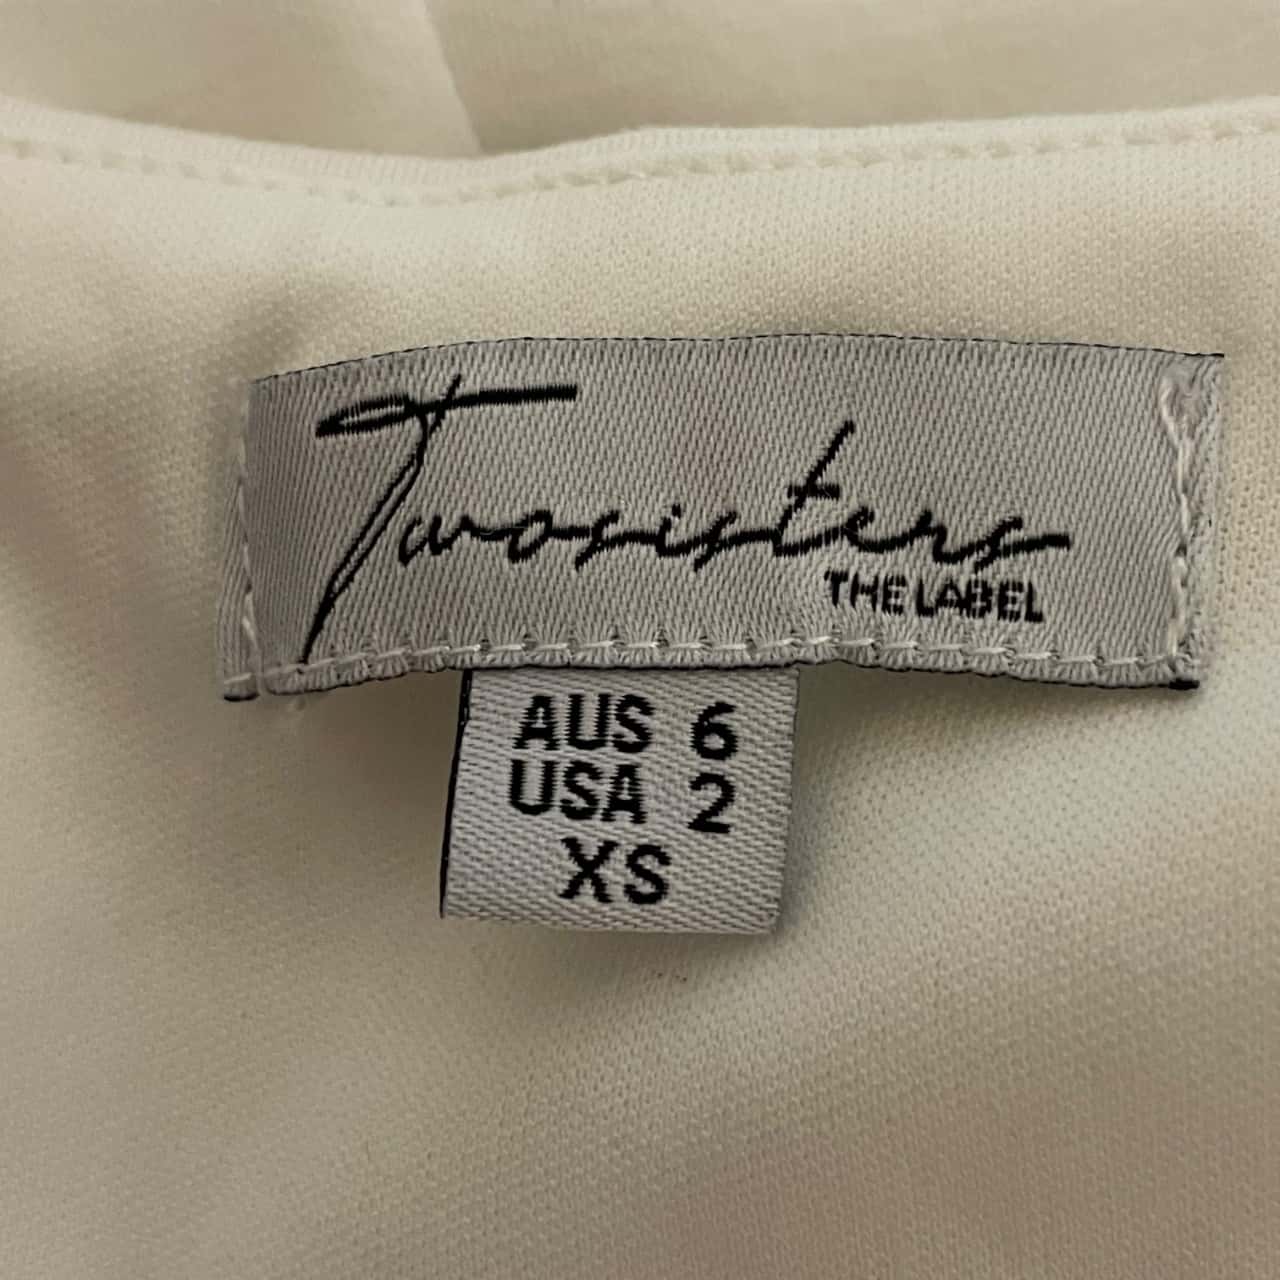 Twosisters
THE LABEL
AUS 6
USA 2
XS